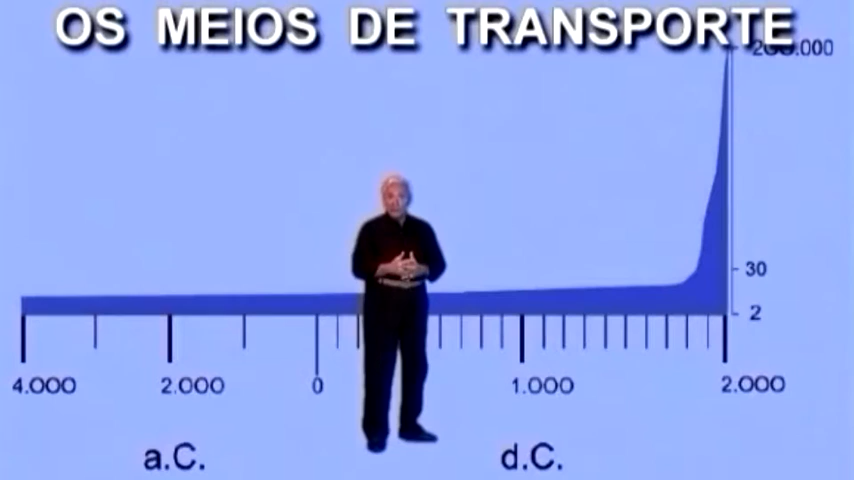 OS MEIOS DE TRANSPORTE
30
2
4.000 2.000 0 1.000 2.000
a.C. d.C.